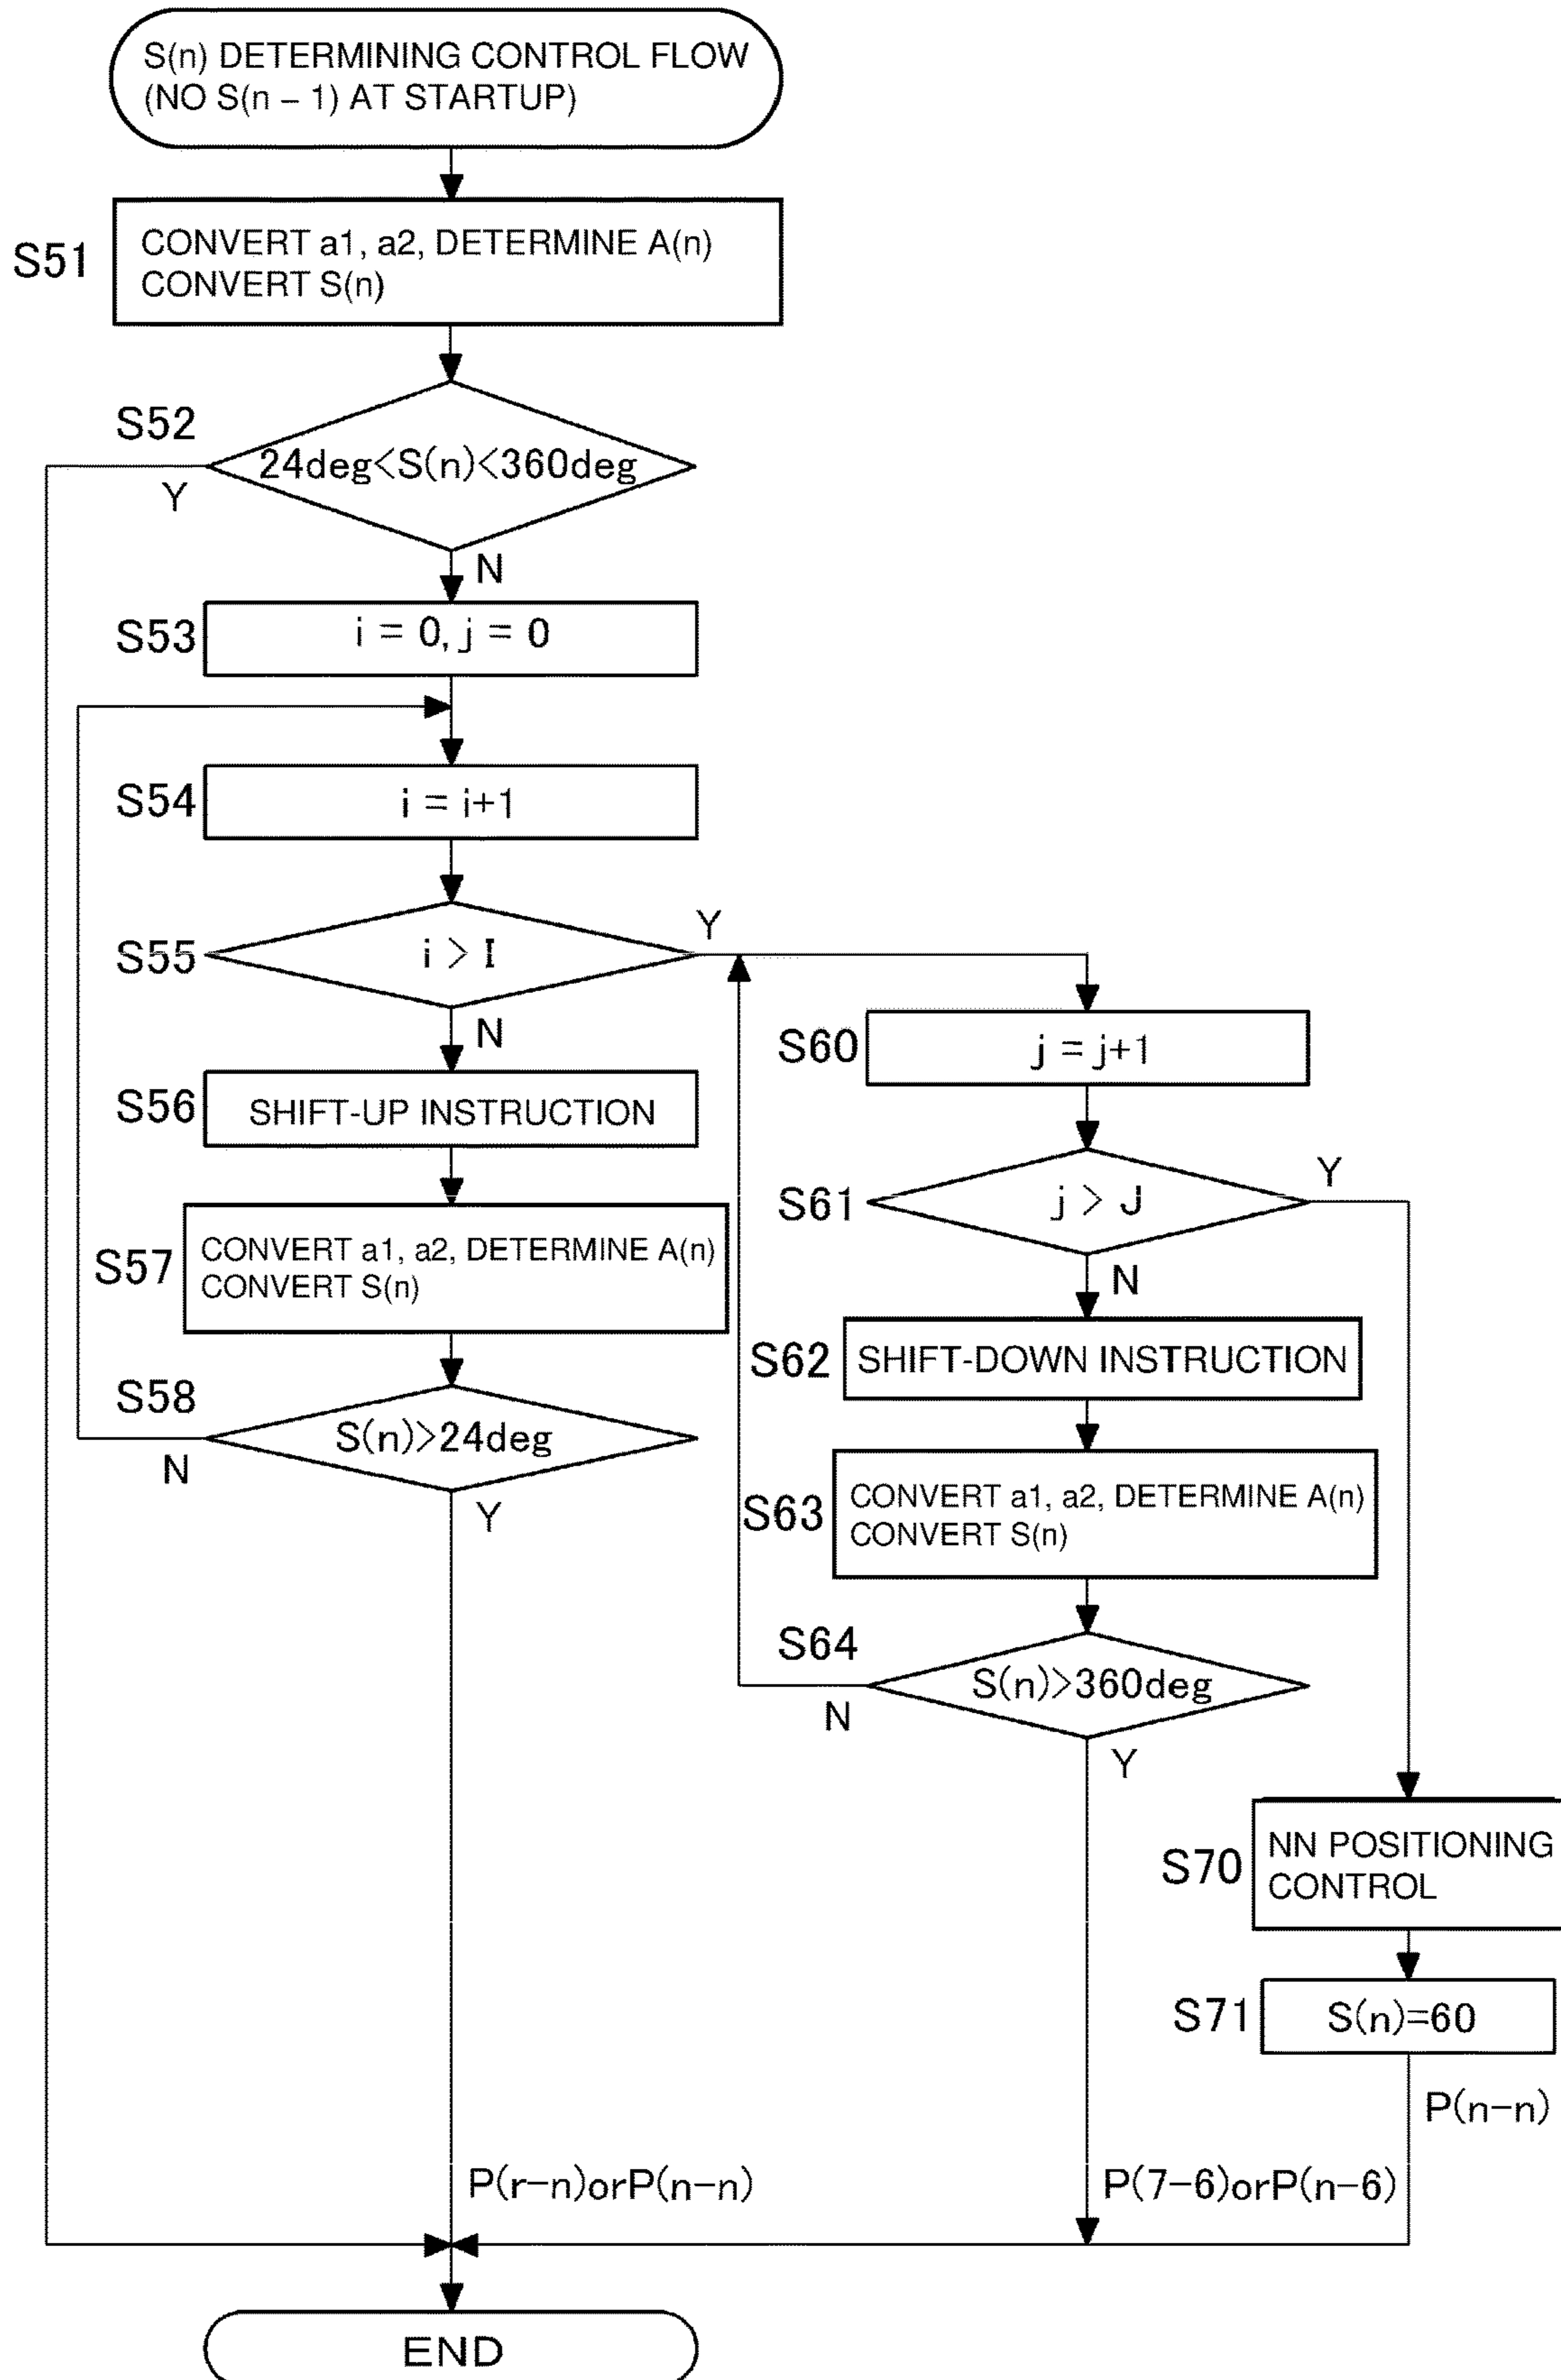 S(n) DETERMINING CONTROL FLOW
(NO S(n – 1) AT STARTUP)
S51
CONVERT a1, a2, DETERMINE A(n)
CONVERT S(n)
S52
24deg<S(n)<360deg
Y
N
S53
i = 0, j = 0
S54
i = i+1
S55
i > I
Y
N
S56
SHIFT-UP INSTRUCTION
S57
CONVERT a1, a2, DETERMINE A(n)
CONVERT S(n)
S58
S(n)>24deg
N
Y
S60
j = j+1
S61
j > J
Y
N
S62
SHIFT-DOWN INSTRUCTION
S63
CONVERT a1, a2, DETERMINE A(n)
CONVERT S(n)
S64
S(n)>360deg
N
Y
S70
NN POSITIONING
CONTROL
S71
S(n)=60
P(n-n)
P(r-n)orP(n-n)
P(7-6)orP(n-6)
END